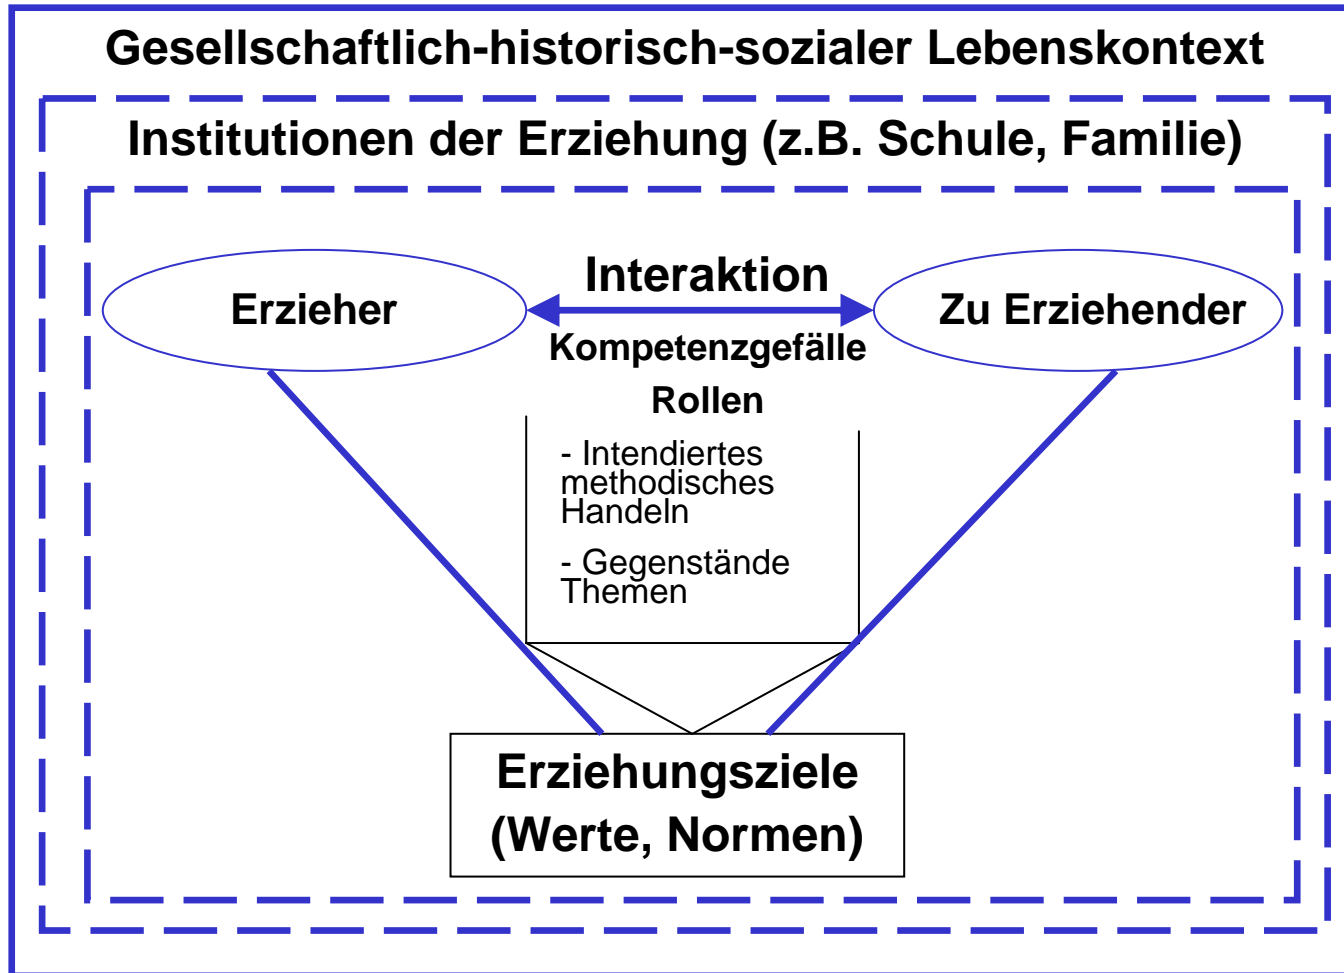 Gesellschaftlich-historisch-sozialer Lebenskontext
Institutionen der Erziehung (z.B. Schule, Familie)
Interaktion
Erzieher
Zu Erziehender
Kompetenzgefälle
Rollen
- Intendiertes
methodisches
Handeln
- Gegenstände
Themen
Erziehungsziele
(Werte, Normen)